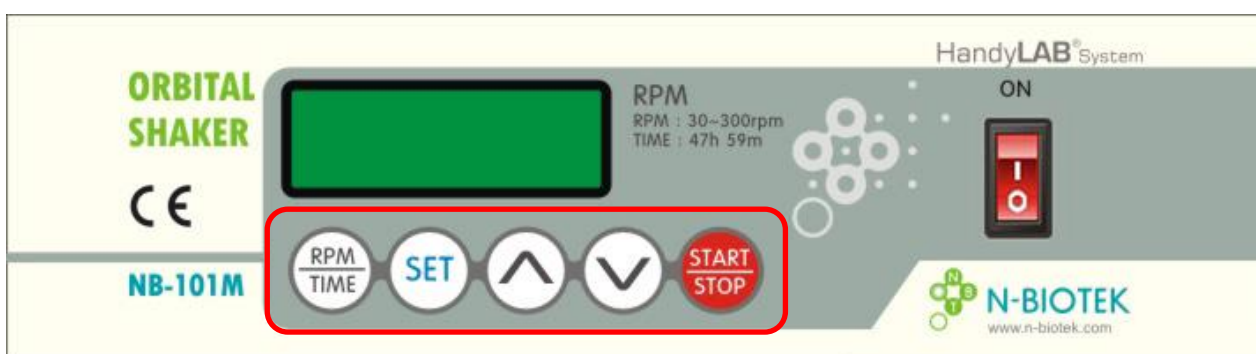 ORBITAL
SHAKER
CE
NB-101M
RPM
RPM : 30~300rpm
TIME : 47h 59m
RPM
TIME
SET
START
STOP
HandyLAB® System
ON
I
O
N
B
T
N-BIOTEK
www.n-biotek.com